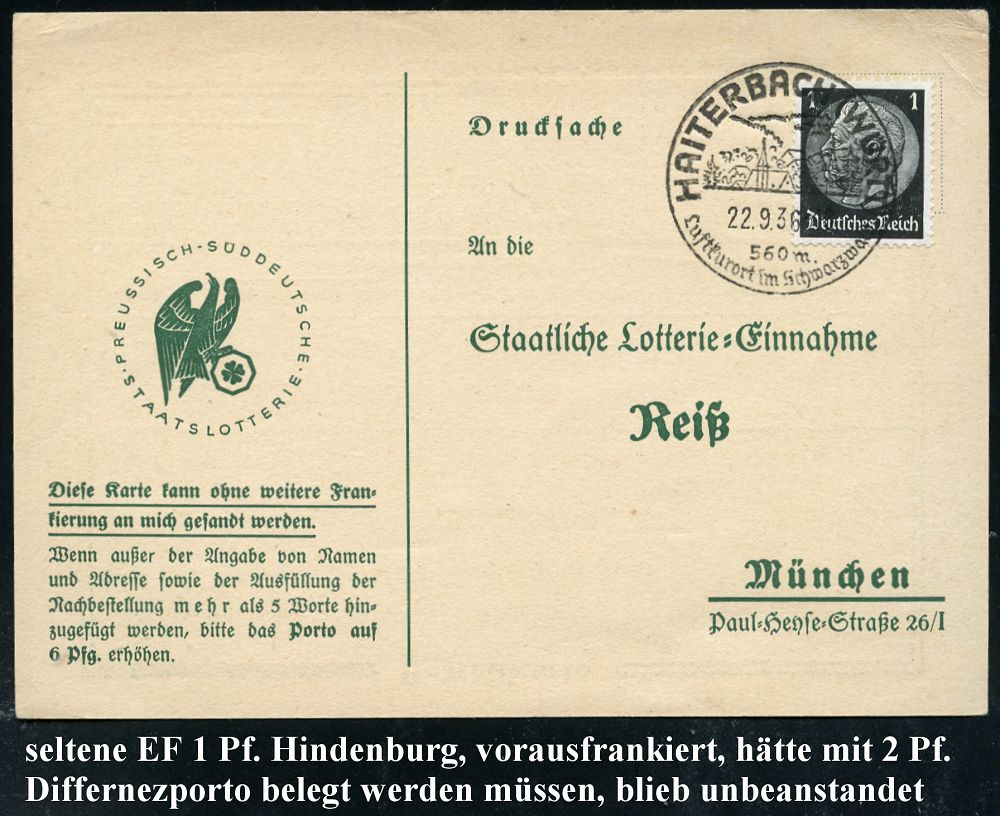 PREUSSISCH-SÜDDEUTSCHE
STAATSLOTTERIE
Diese Karte kann ohne weitere Fran-
kierung an mich gesandt werden.
Wenn außer der Angabe von Namen
und Adresse sowie der Ausfüllung der
Nachbestellung mehr als 5 Worte hin-
zugefügt werden, bitte das Porto auf
6 Pfg. erhöhen.
Drucksache
An die
Staatliche Lotterie-Einnahme
Reiß
München
Paul-Heyse-Straße 26/I
HAITERBACH
22.9.36
560 m.
Luftkurort im Schwarzwa
1 1
Deutsches Reich
seltene EF 1 Pf. Hindenburg, vorausfrankiert, hätte mit 2 Pf.
Differnezporto belegt werden müssen, blieb unbeanstandet